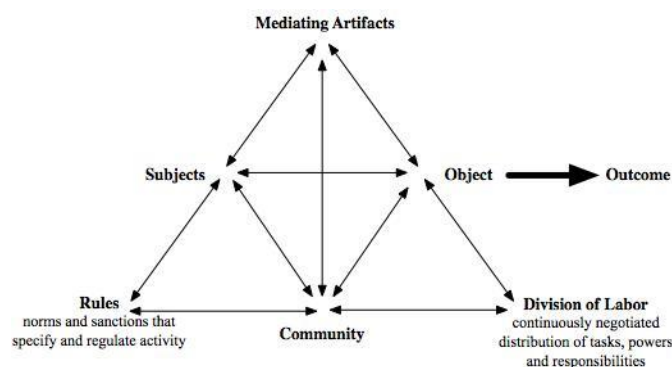 Mediating Artifacts
Subjects
Object
Outcome
Rules
norms and sanctions that
specify and regulate activity
Community
Division of Labor
continuously negotiated
distribution of tasks, powers
and responsibilities